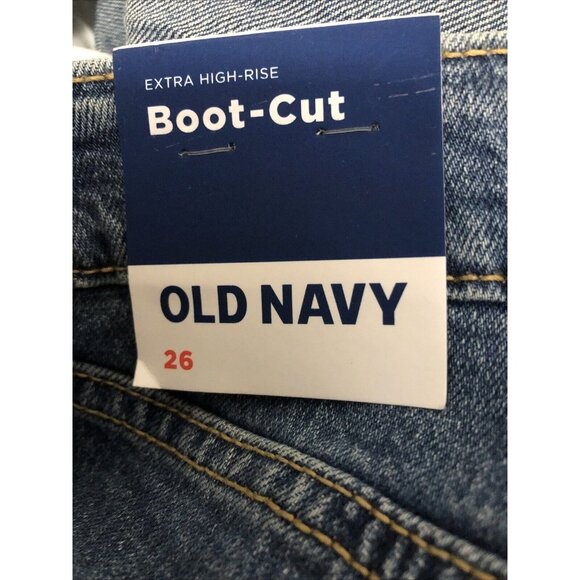 EXTRA HIGH-RISE
Boot-Cut
OLD NAVY
26